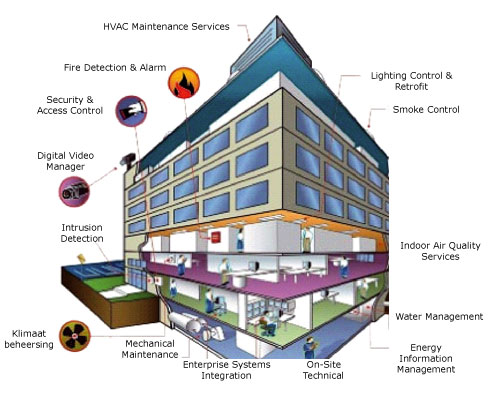 HVAC Maintenance Services
Fire Detection & Alarm
Lighting Control &
Retrofit
Security &
Access Control
Smoke Control
Digital Video
Manager
Intrusion
Detection
Indoor Air Quality
Services
Water Management
Klimaat
beheersing
Mechanical
Maintenance
Energy
Information
Management
Enterprise Systems
Integration
On-Site
Technical